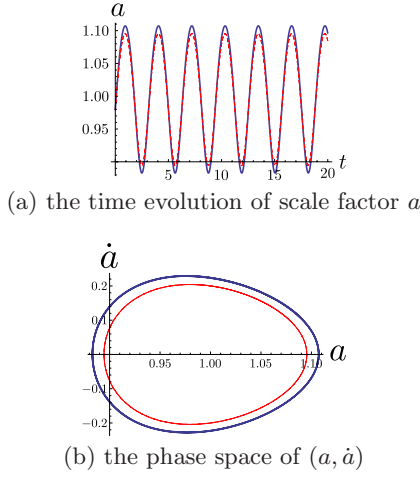 a
1.10
1.05
1.00
0.95
5 10 15 20 t
(a) the time evolution of scale factor a
ȧ
0.2
0.1
0.95 1.00 1.05 1.10 a
−0.1
−0.2
(b) the phase space of (a, ȧ)